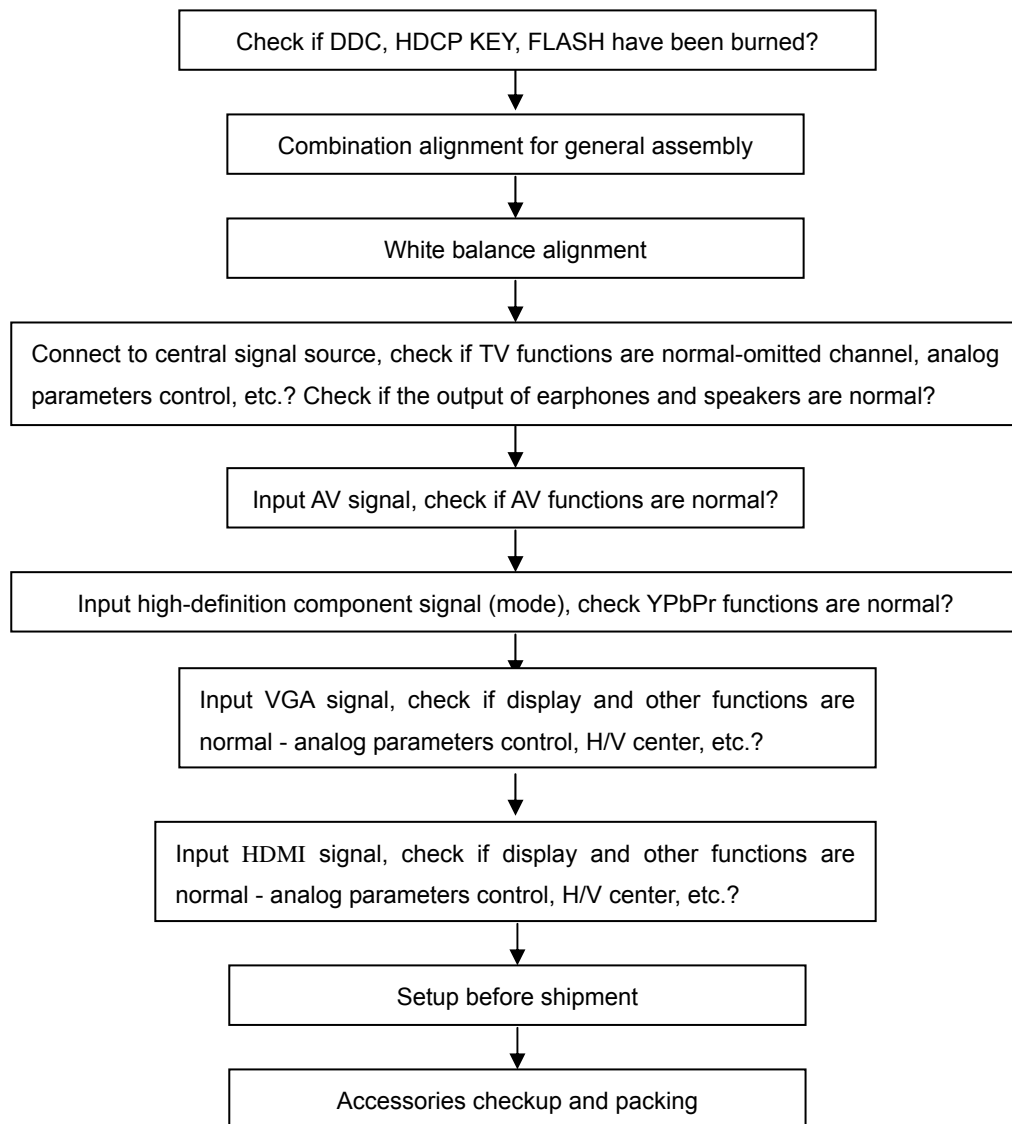 Check if DDC, HDCP KEY, FLASH have been burned?
Combination alignment for general assembly
White balance alignment
Connect to central signal source, check if TV functions are normal-omitted channel, analog
parameters control, etc.? Check if the output of earphones and speakers are normal?
Input AV signal, check if AV functions are normal?
Input high-definition component signal (mode), check YPbPr functions are normal?
Input VGA signal, check if display and other functions are
normal - analog parameters control, H/V center, etc.?
Input HDMI signal, check if display and other functions are
normal - analog parameters control, H/V center, etc.?
Setup before shipment
Accessories checkup and packing